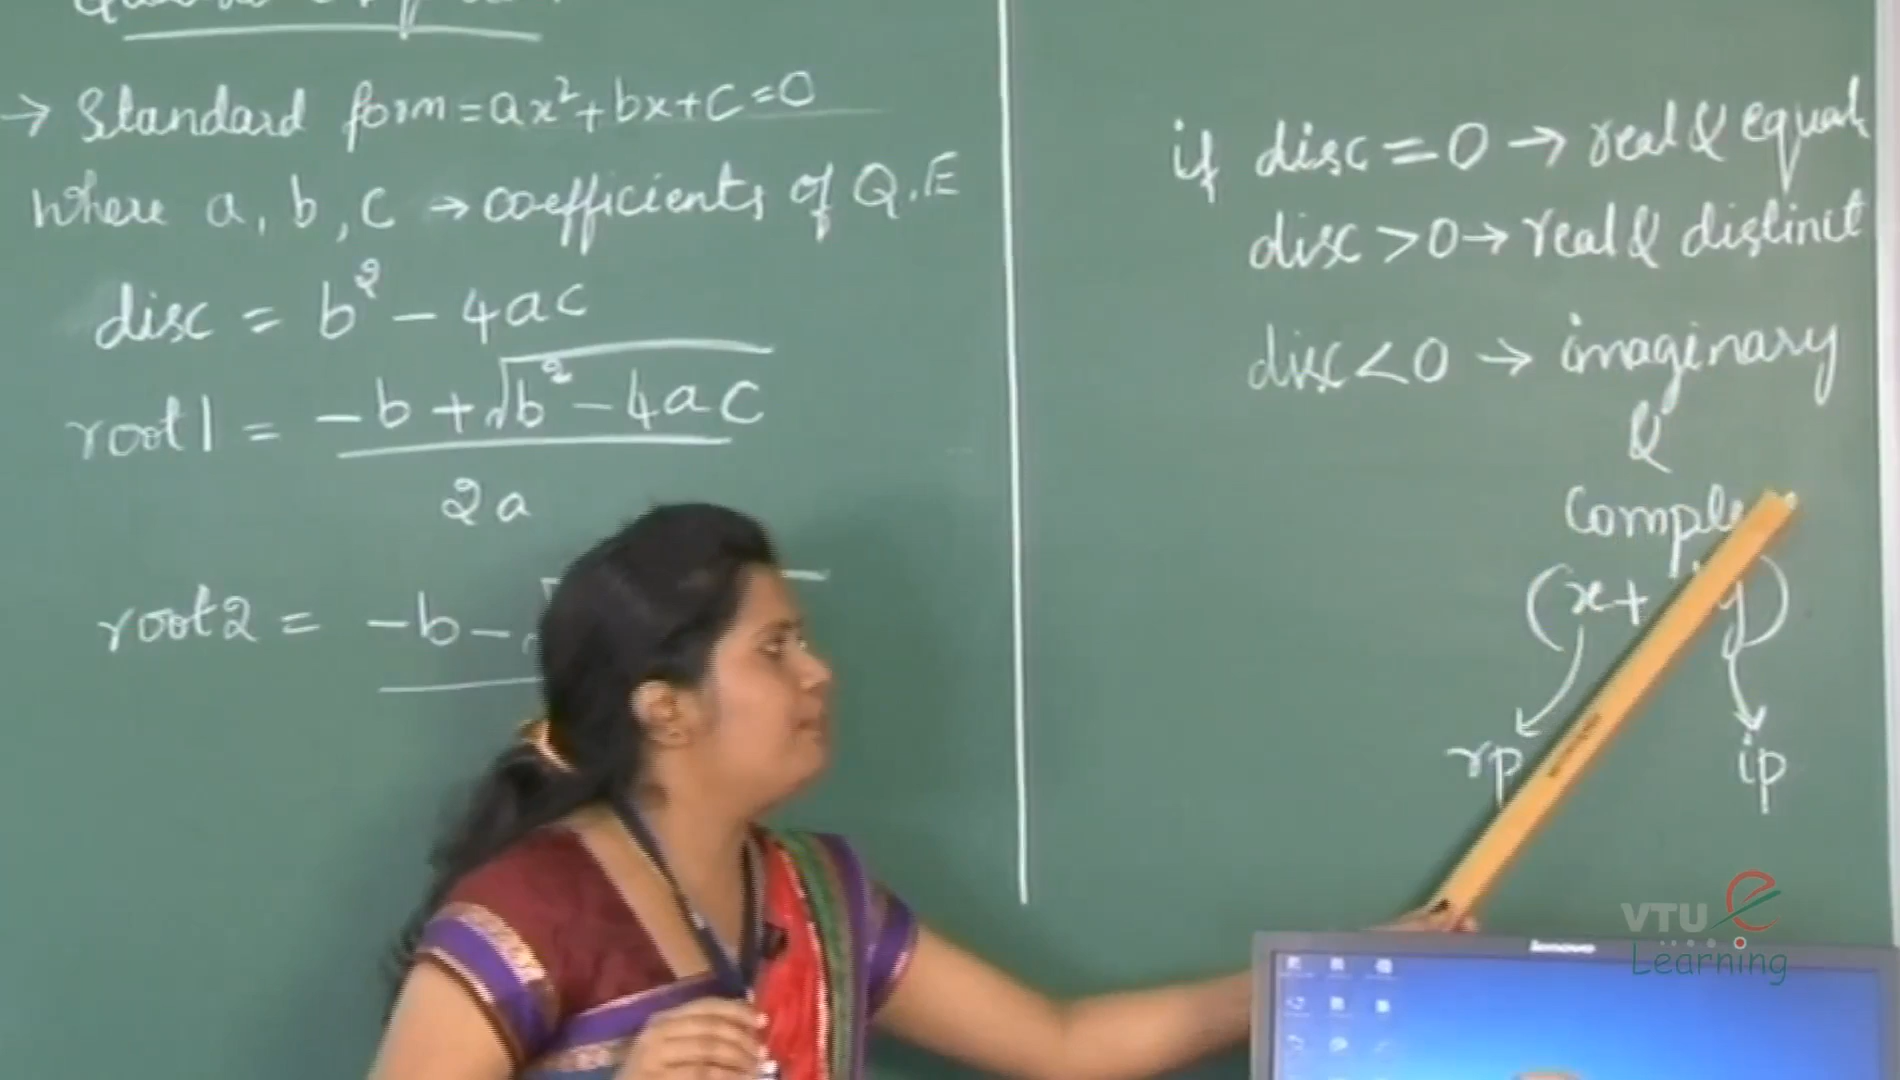 → Standard form = ax²+bx+c=0
where a, b, c → coefficients of Q.E
disc = b² - 4ac
root1 = -b + √b² - 4ac
2a
root2 = -b -
if disc = 0 → real & equal
disc > 0 → real & distinct
disc < 0 → imaginary
&
(x+ y)
rp ip
VTU e
Learning
lenovo